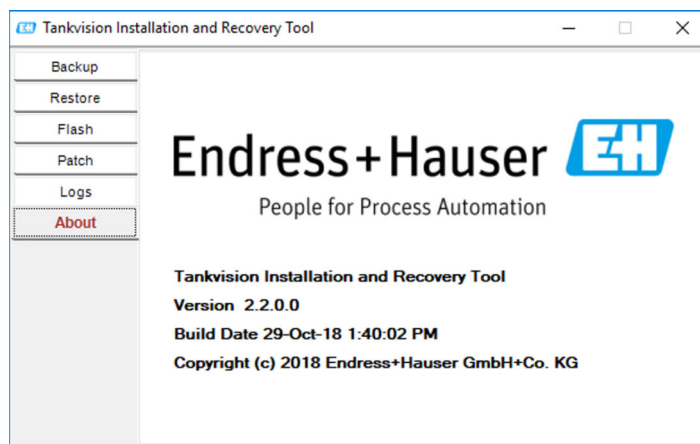 Tankvision Installation and Recovery Tool
Backup
Restore
Flash
Patch
Logs
About
Endress+Hauser EH
People for Process Automation
Tankvision Installation and Recovery Tool
Version 2.2.0.0
Build Date 29-Oct-18 1:40:02 PM
Copyright (c) 2018 Endress+Hauser GmbH+Co. KG